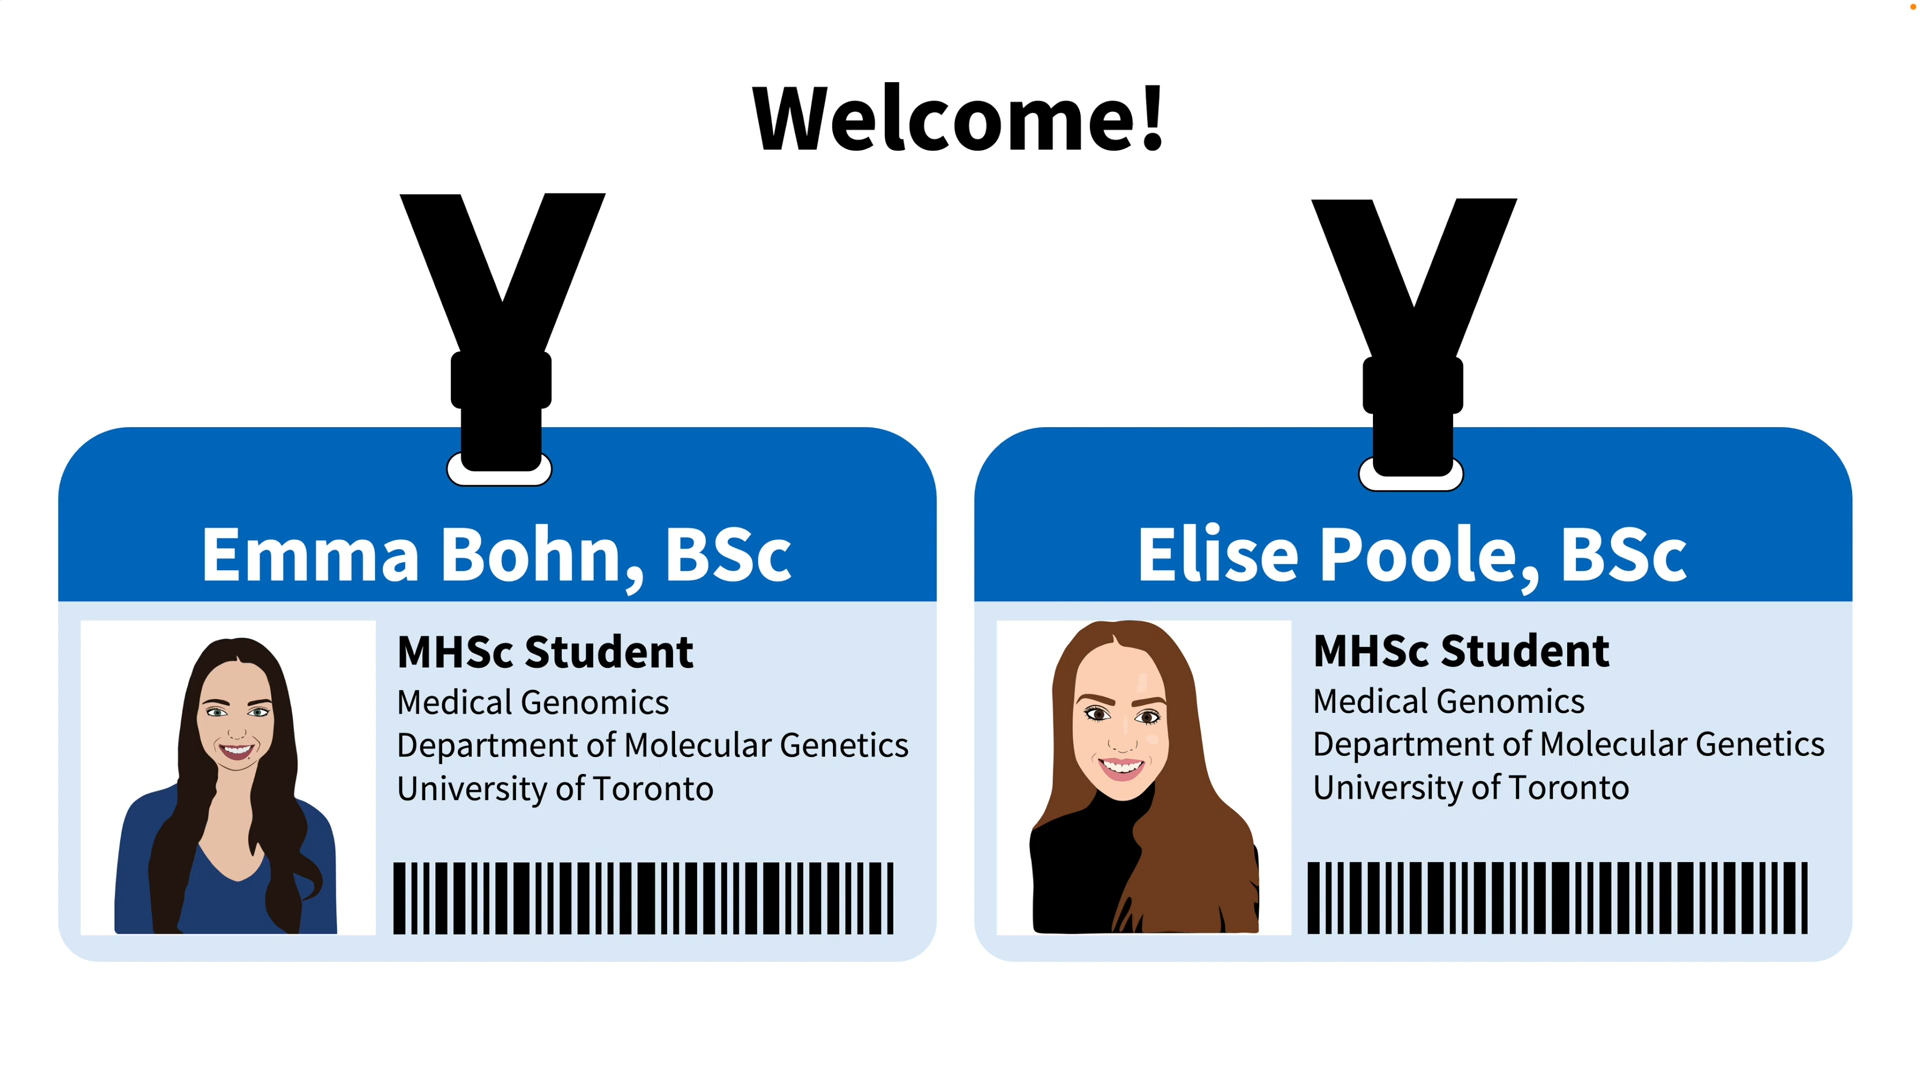 Welcome!
Emma Bohn, BSc
MHSc Student
Medical Genomics
Department of Molecular Genetics
University of Toronto
Elise Poole, BSc
MHSc Student
Medical Genomics
Department of Molecular Genetics
University of Toronto